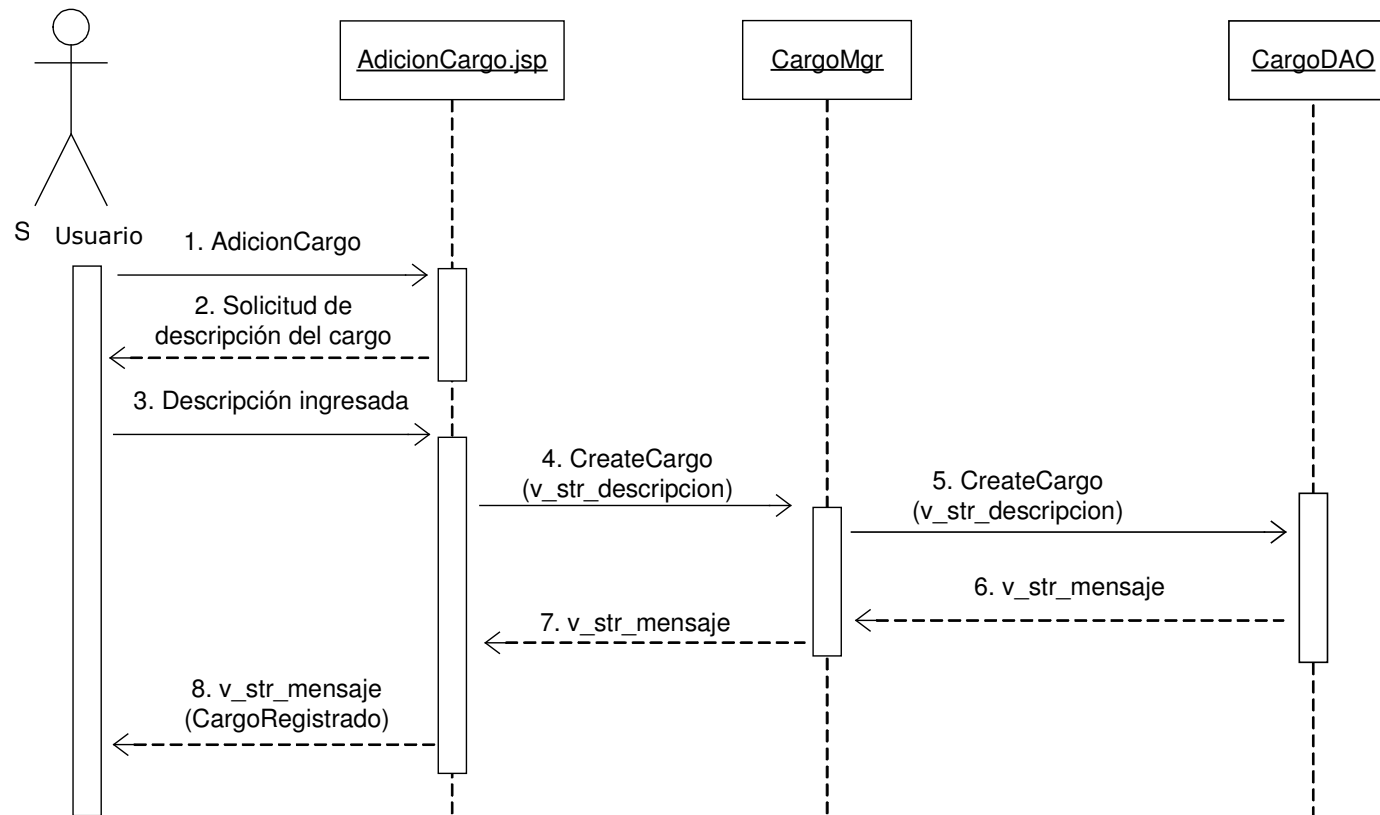 AdicionCargo.jsp
CargoMgr
CargoDAO
S Usuario
1. AdicionCargo
2. Solicitud de
descripción del cargo
3. Descripción ingresada
4. CreateCargo
(v_str_descripcion)
5. CreateCargo
(v_str_descripcion)
6. v_str_mensaje
7. v_str_mensaje
8. v_str_mensaje
(CargoRegistrado)